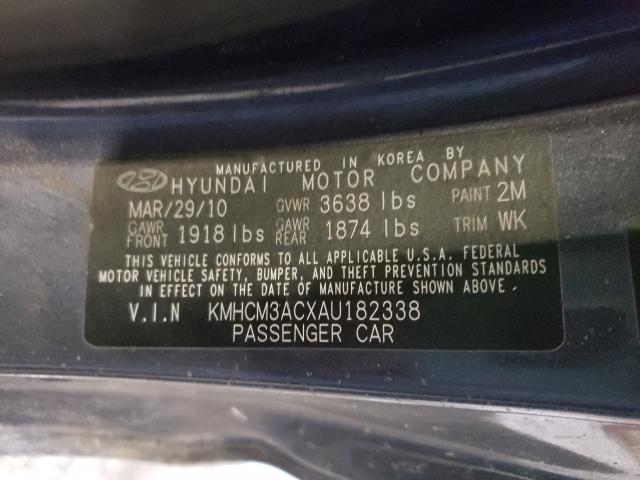 MANUFACTURED IN KOREA BY
HYUNDAI MOTOR COMPANY
MAR/29/10 GVWR 3638 lbs PAINT 2M
GAWR FRONT 1918 lbs GAWR REAR 1874 lbs TRIM WK
THIS VEHICLE CONFORMS TO ALL APPLICABLE U.S.A. FEDERAL
MOTOR VEHICLE SAFETY, BUMPER, AND THEFT PREVENTION STANDARDS
IN EFFECT ON THE DATE OF MANUFACTURE SHOWN ABOVE.
V.I.N KMHCM3ACXAU182338
PASSENGER CAR